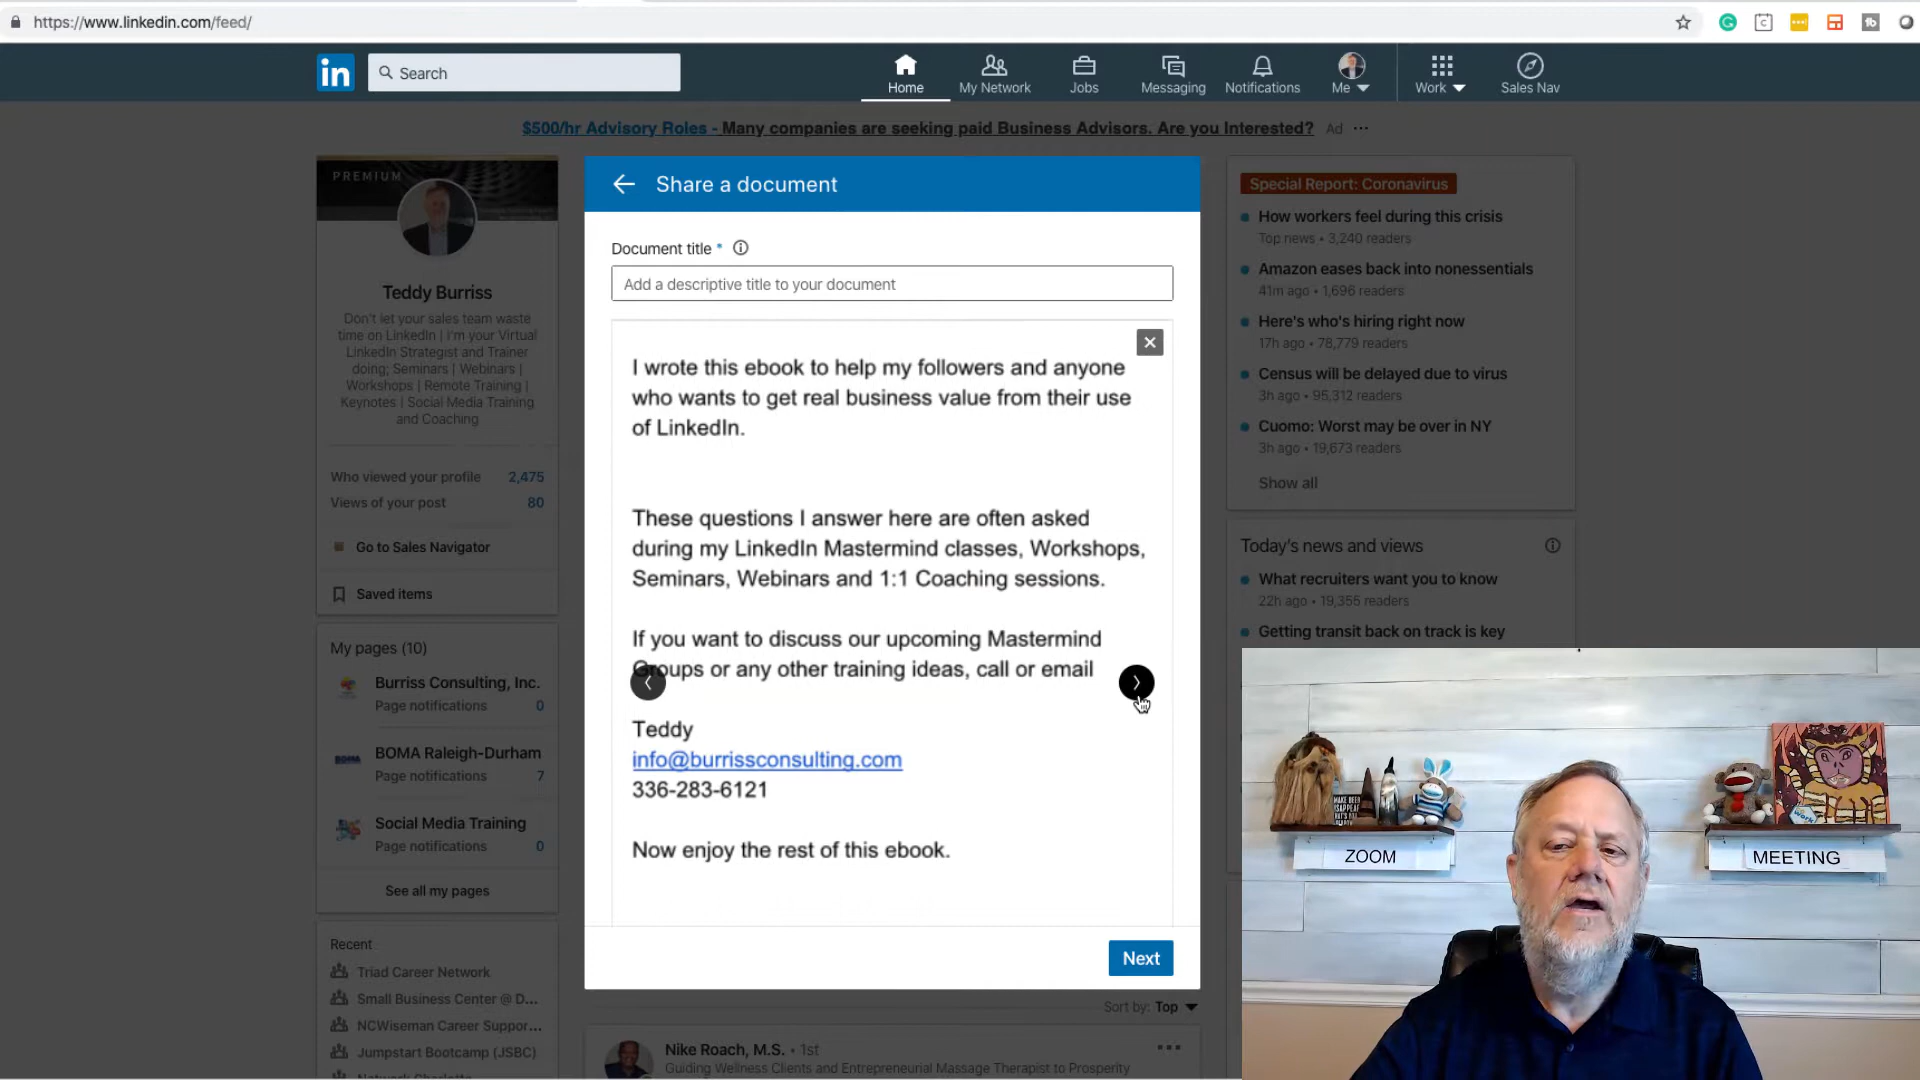 https://www.linkedin.com/feed/
in
Search
Home
My Network
Jobs
Messaging
Notifications
Me
Work
Sales Nav
$500/hr Advisory Roles - Many companies are seeking paid Business Advisors. Are you Interested?
Ad
PREMIUM
Teddy Burriss
Don't let your sales team waste
time on LinkedIn | I'm your Virtual
LinkedIn Strategist and Trainer
doing; Seminars | Webinars |
Workshops | Remote Training |
Keynotes | Social Media Training
and Coaching
Who viewed your profile 2,475
Views of your post 80
Go to Sales Navigator
Saved items
My pages (10)
Burriss Consulting, Inc.
Page notifications 0
BOMA Raleigh-Durham
Page notifications 7
Social Media Training
Page notifications 0
See all my pages
Recent
Triad Career Network
Small Business Center @ D...
NCWiseman Career Suppor...
Jumpstart Bootcamp (JSBC)
Share a document
Document title *
Add a descriptive title to your document
I wrote this ebook to help my followers and anyone
who wants to get real business value from their use
of LinkedIn.
These questions I answer here are often asked
during my LinkedIn Mastermind classes, Workshops,
Seminars, Webinars and 1:1 Coaching sessions.
If you want to discuss our upcoming Mastermind
Groups or any other training ideas, call or email
Teddy
info@burrissconsulting.com
336-283-6121
Now enjoy the rest of this ebook.
Next
Sort by: Top
Nike Roach, M.S. • 1st
Guiding Wellness Clients and Entrepreneurial Massage Therapist to Prosperity
Special Report: Coronavirus
How workers feel during this crisis
Top news • 3,240 readers
Amazon eases back into nonessentials
41m ago • 1,696 readers
Here's who's hiring right now
17h ago • 78,779 readers
Census will be delayed due to virus
3h ago • 95,312 readers
Cuomo: Worst may be over in NY
3h ago • 19,673 readers
Show all
Today's news and views
What recruiters want you to know
22h ago • 19,355 readers
Getting transit back on track is key
ZOOM
MEETING